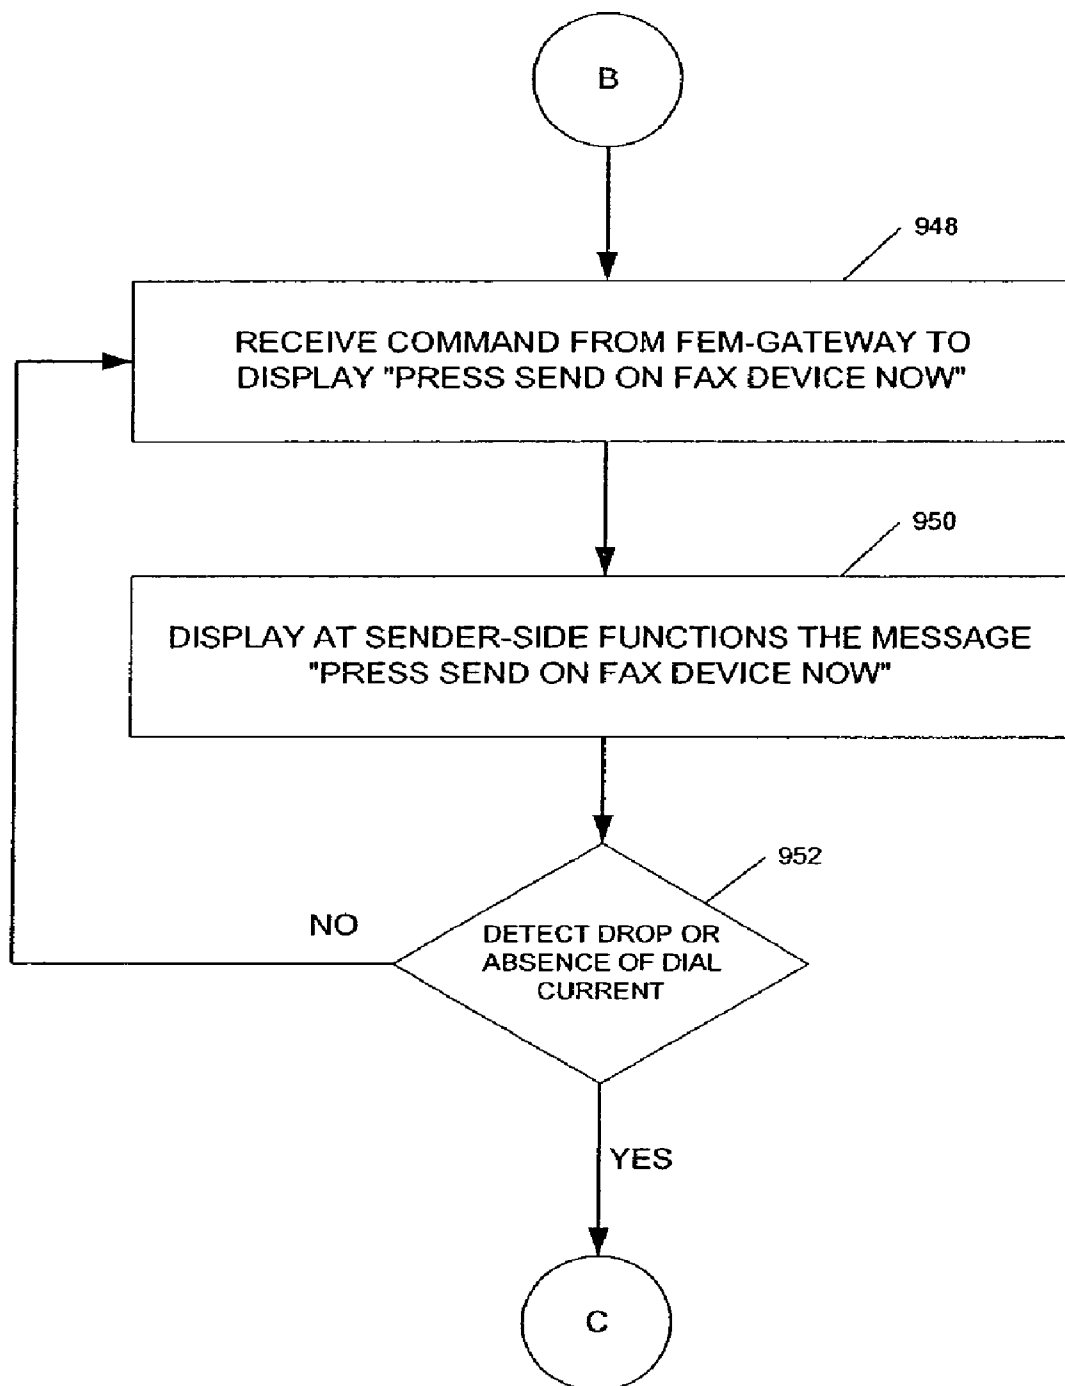 B
948
RECEIVE COMMAND FROM FEM-GATEWAY TO
DISPLAY "PRESS SEND ON FAX DEVICE NOW"
950
DISPLAY AT SENDER-SIDE FUNCTIONS THE MESSAGE
"PRESS SEND ON FAX DEVICE NOW"
952
NO
DETECT DROP OR
ABSENCE OF DIAL
CURRENT
YES
C